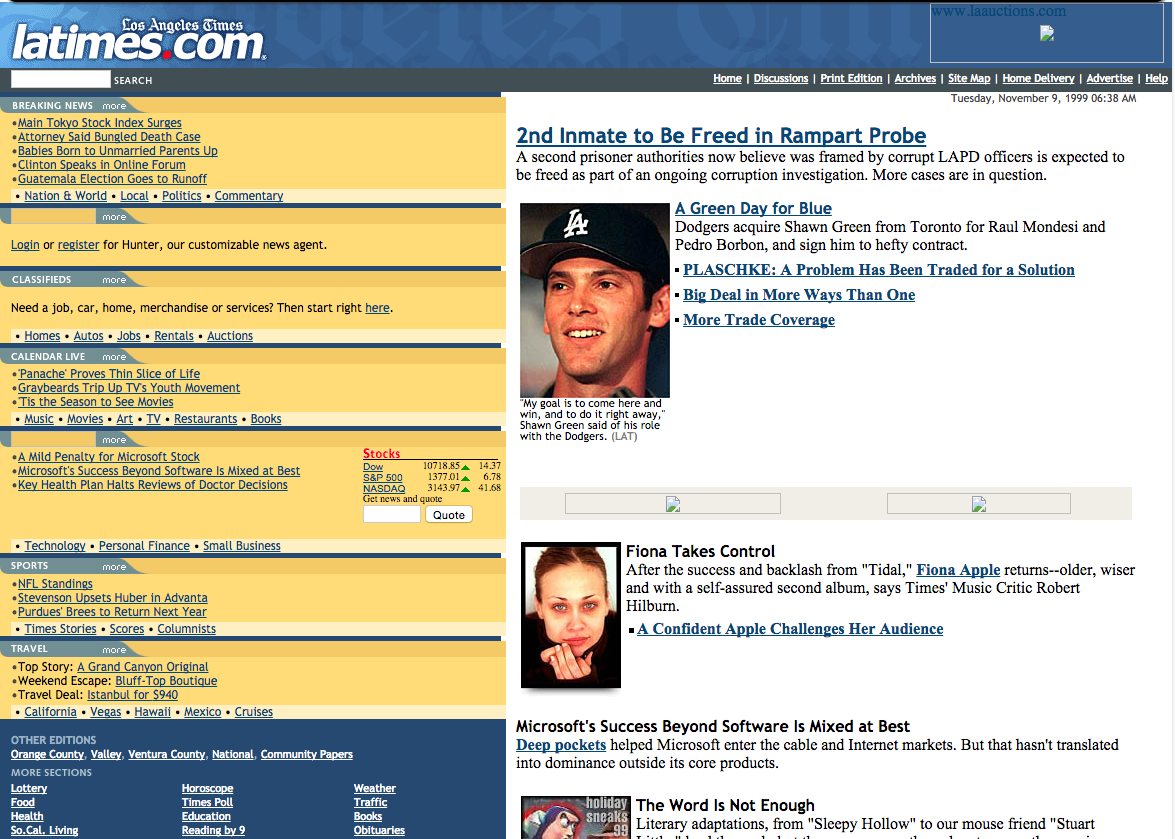 Los Angeles Times
latimes.com
www.laauctions.com
SEARCH
Home | Discussions | Print Edition | Archives | Site Map | Home Delivery | Advertise | Help
Tuesday, November 9, 1999 06:38 AM
BREAKING NEWS more
•Main Tokyo Stock Index Surges
•Attorney Said Bungled Death Case
•Babies Born to Unmarried Parents Up
•Clinton Speaks in Online Forum
•Guatemala Election Goes to Runoff
• Nation & World • Local • Politics • Commentary
more
Login or register for Hunter, our customizable news agent.
CLASSIFIEDS more
Need a job, car, home, merchandise or services? Then start right here.
• Homes • Autos • Jobs • Rentals • Auctions
CALENDAR LIVE more
•'Panache' Proves Thin Slice of Life
•Graybeards Trip Up TV's Youth Movement
•'Tis the Season to See Movies
• Music • Movies • Art • TV • Restaurants • Books
more
•A Mild Penalty for Microsoft Stock
•Microsoft's Success Beyond Software Is Mixed at Best
•Key Health Plan Halts Reviews of Doctor Decisions
Stocks
Dow 10718.85 14.37
S&P 500 1377.01 6.78
NASDAQ 3143.97 41.68
Get news and quote
Quote
• Technology • Personal Finance • Small Business
SPORTS more
•NFL Standings
•Stevenson Upsets Huber in Advanta
•Purdues' Brees to Return Next Year
• Times Stories • Scores • Columnists
TRAVEL more
•Top Story: A Grand Canyon Original
•Weekend Escape: Bluff-Top Boutique
•Travel Deal: Istanbul for $940
• California • Vegas • Hawaii • Mexico • Cruises
OTHER EDITIONS
Orange County, Valley, Ventura County, National, Community Papers
MORE SECTIONS
Lottery Horoscope Weather
Food Times Poll Traffic
Health Education Books
So.Cal. Living Reading by 9 Obituaries
2nd Inmate to Be Freed in Rampart Probe
A second prisoner authorities now believe was framed by corrupt LAPD officers is expected to
be freed as part of an ongoing corruption investigation. More cases are in question.
LA
A Green Day for Blue
Dodgers acquire Shawn Green from Toronto for Raul Mondesi and
Pedro Borbon, and sign him to hefty contract.
PLASCHKE: A Problem Has Been Traded for a Solution
Big Deal in More Ways Than One
More Trade Coverage
"My goal is to come here and
win, and to do it right away,"
Shawn Green said of his role
with the Dodgers. (LAT)
Fiona Takes Control
After the success and backlash from "Tidal," Fiona Apple returns--older, wiser
and with a self-assured second album, says Times' Music Critic Robert
Hilburn.
A Confident Apple Challenges Her Audience
Microsoft's Success Beyond Software Is Mixed at Best
Deep pockets helped Microsoft enter the cable and Internet markets. But that hasn't translated
into dominance outside its core products.
holiday
sneaks
99
The Word Is Not Enough
Literary adaptations, from "Sleepy Hollow" to our mouse friend "Stuart